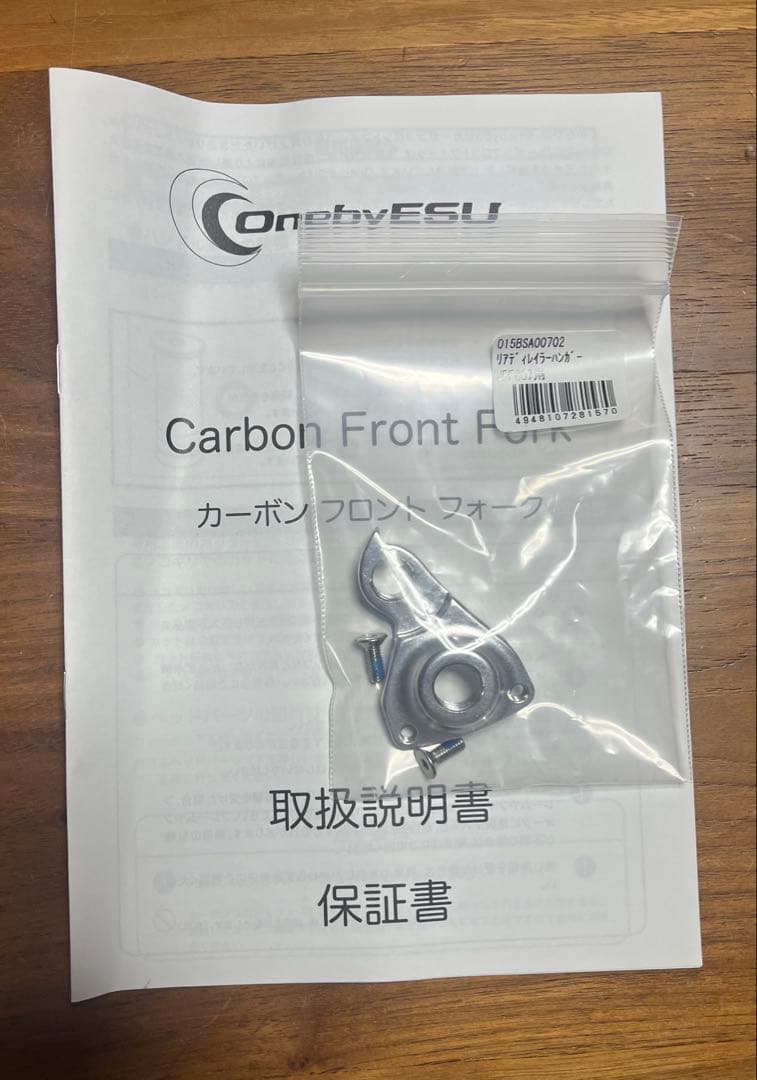 OnebyESU
015BSA00702
ﾘｱﾃﾞｨﾚｲﾗｰﾊﾝｶﾞｰ
4948107281570
Carbon Front Fork
カーボン フロント フォーク
取扱説明書
保証書